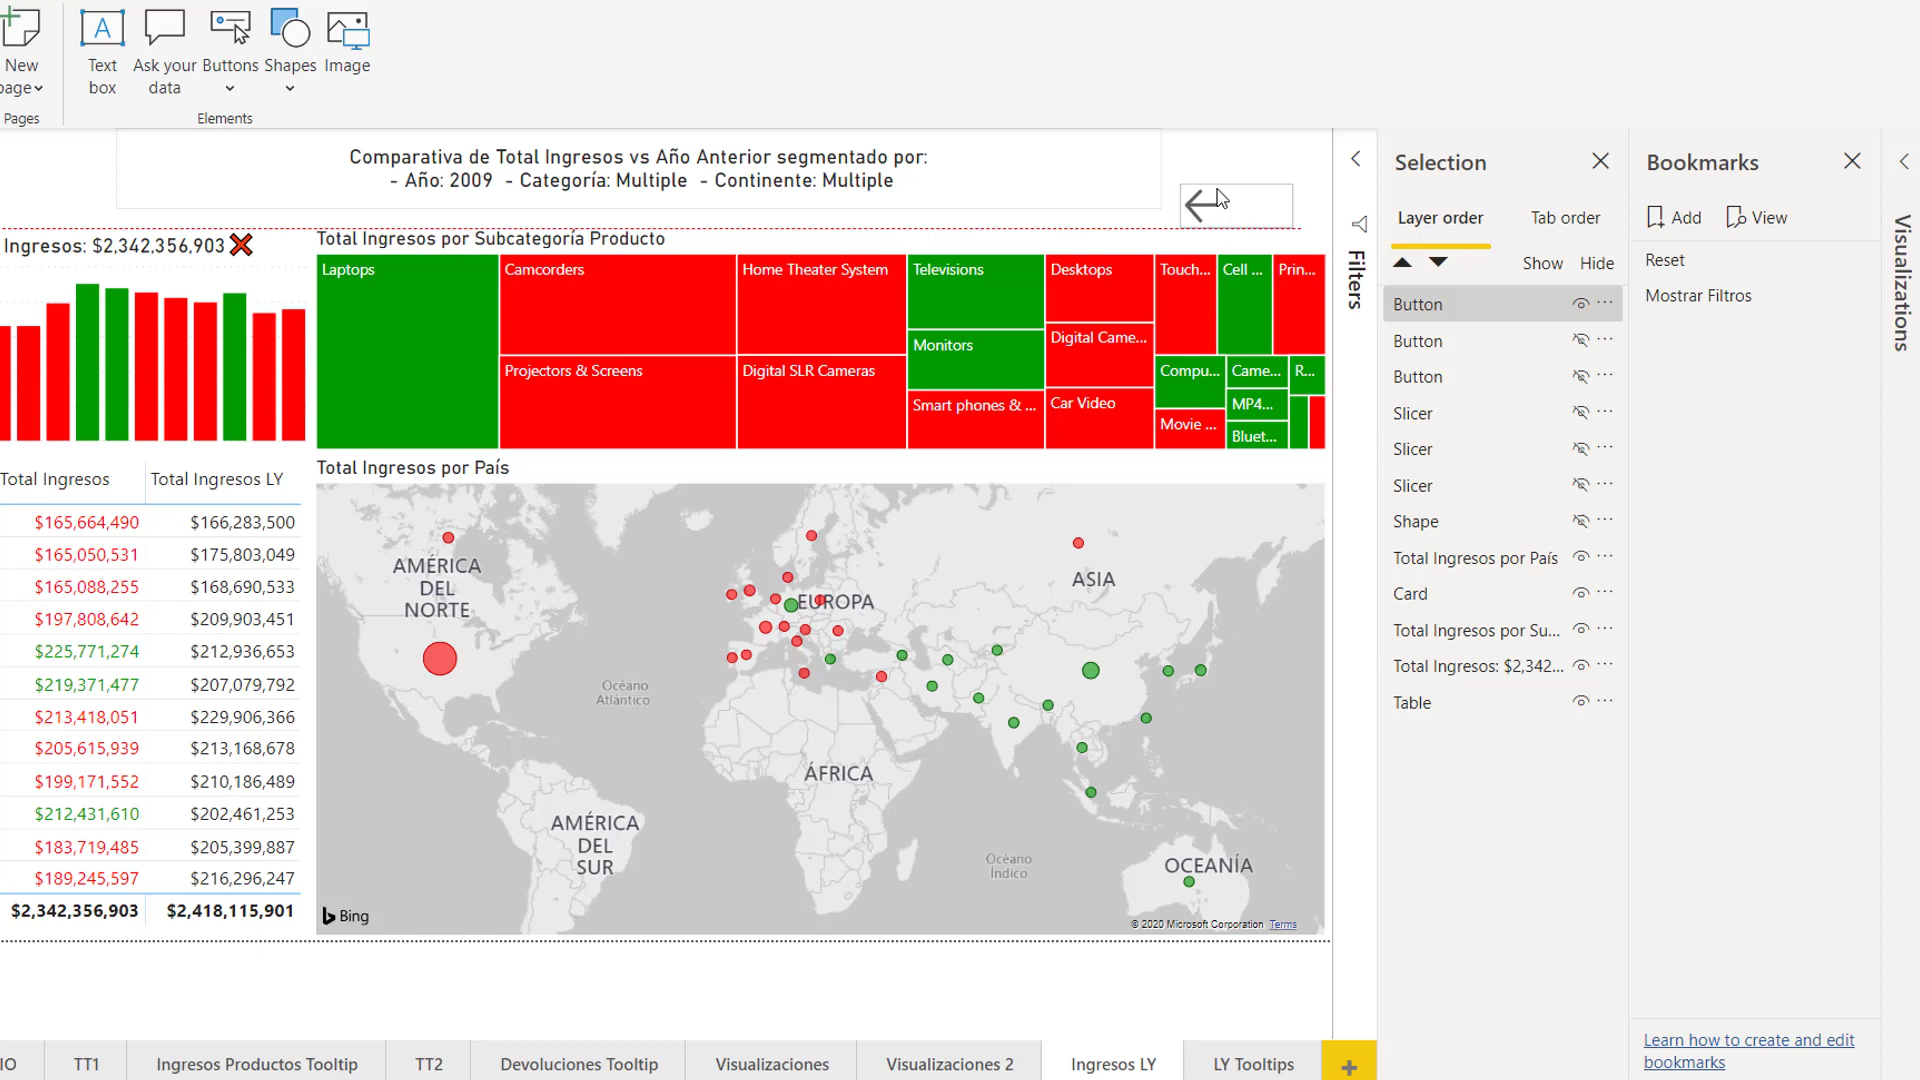 New
page
Text
box
Ask your
data
Buttons
Shapes
Image
Pages
Elements
Comparativa de Total Ingresos vs Año Anterior segmentado por:
- Año: 2009 - Categoría: Multiple - Continente: Multiple
Ingresos: $2,342,356,903
Total Ingresos por Subcategoría Producto
Laptops
Camcorders
Home Theater System
Televisions
Desktops
Touch...
Cell ...
Prin...
Projectors & Screens
Digital SLR Cameras
Monitors
Smart phones & ...
Digital Came...
Car Video
Compu...
Movie ...
Came...
MP4...
Bluet...
R...
Total Ingresos Total Ingresos LY
$165,664,490 $166,283,500
$165,050,531 $175,803,049
$165,088,255 $168,690,533
$197,808,642 $209,903,451
$225,771,274 $212,936,653
$219,371,477 $207,079,792
$213,418,051 $229,906,366
$205,615,939 $213,168,678
$199,171,552 $210,186,489
$212,431,610 $202,461,253
$183,719,485 $205,399,887
$189,245,597 $216,296,247
$2,342,356,903 $2,418,115,901
Total Ingresos por País
AMÉRICA
DEL
NORTE
EUROPA
ASIA
Océano
Atlántico
ÁFRICA
AMÉRICA
DEL
SUR
Océano
Índico
OCEANÍA
Bing
© 2020 Microsoft Corporation Terms
Filters
Selection
Layer order
Tab order
Show Hide
Button
Button
Button
Slicer
Slicer
Slicer
Shape
Total Ingresos por País
Card
Total Ingresos por Su...
Total Ingresos: $2,342...
Table
Bookmarks
Add
View
Reset
Mostrar Filtros
Learn how to create and edit
bookmarks
Visualizations
IO
TT1
Ingresos Productos Tooltip
TT2
Devoluciones Tooltip
Visualizaciones
Visualizaciones 2
Ingresos LY
LY Tooltips